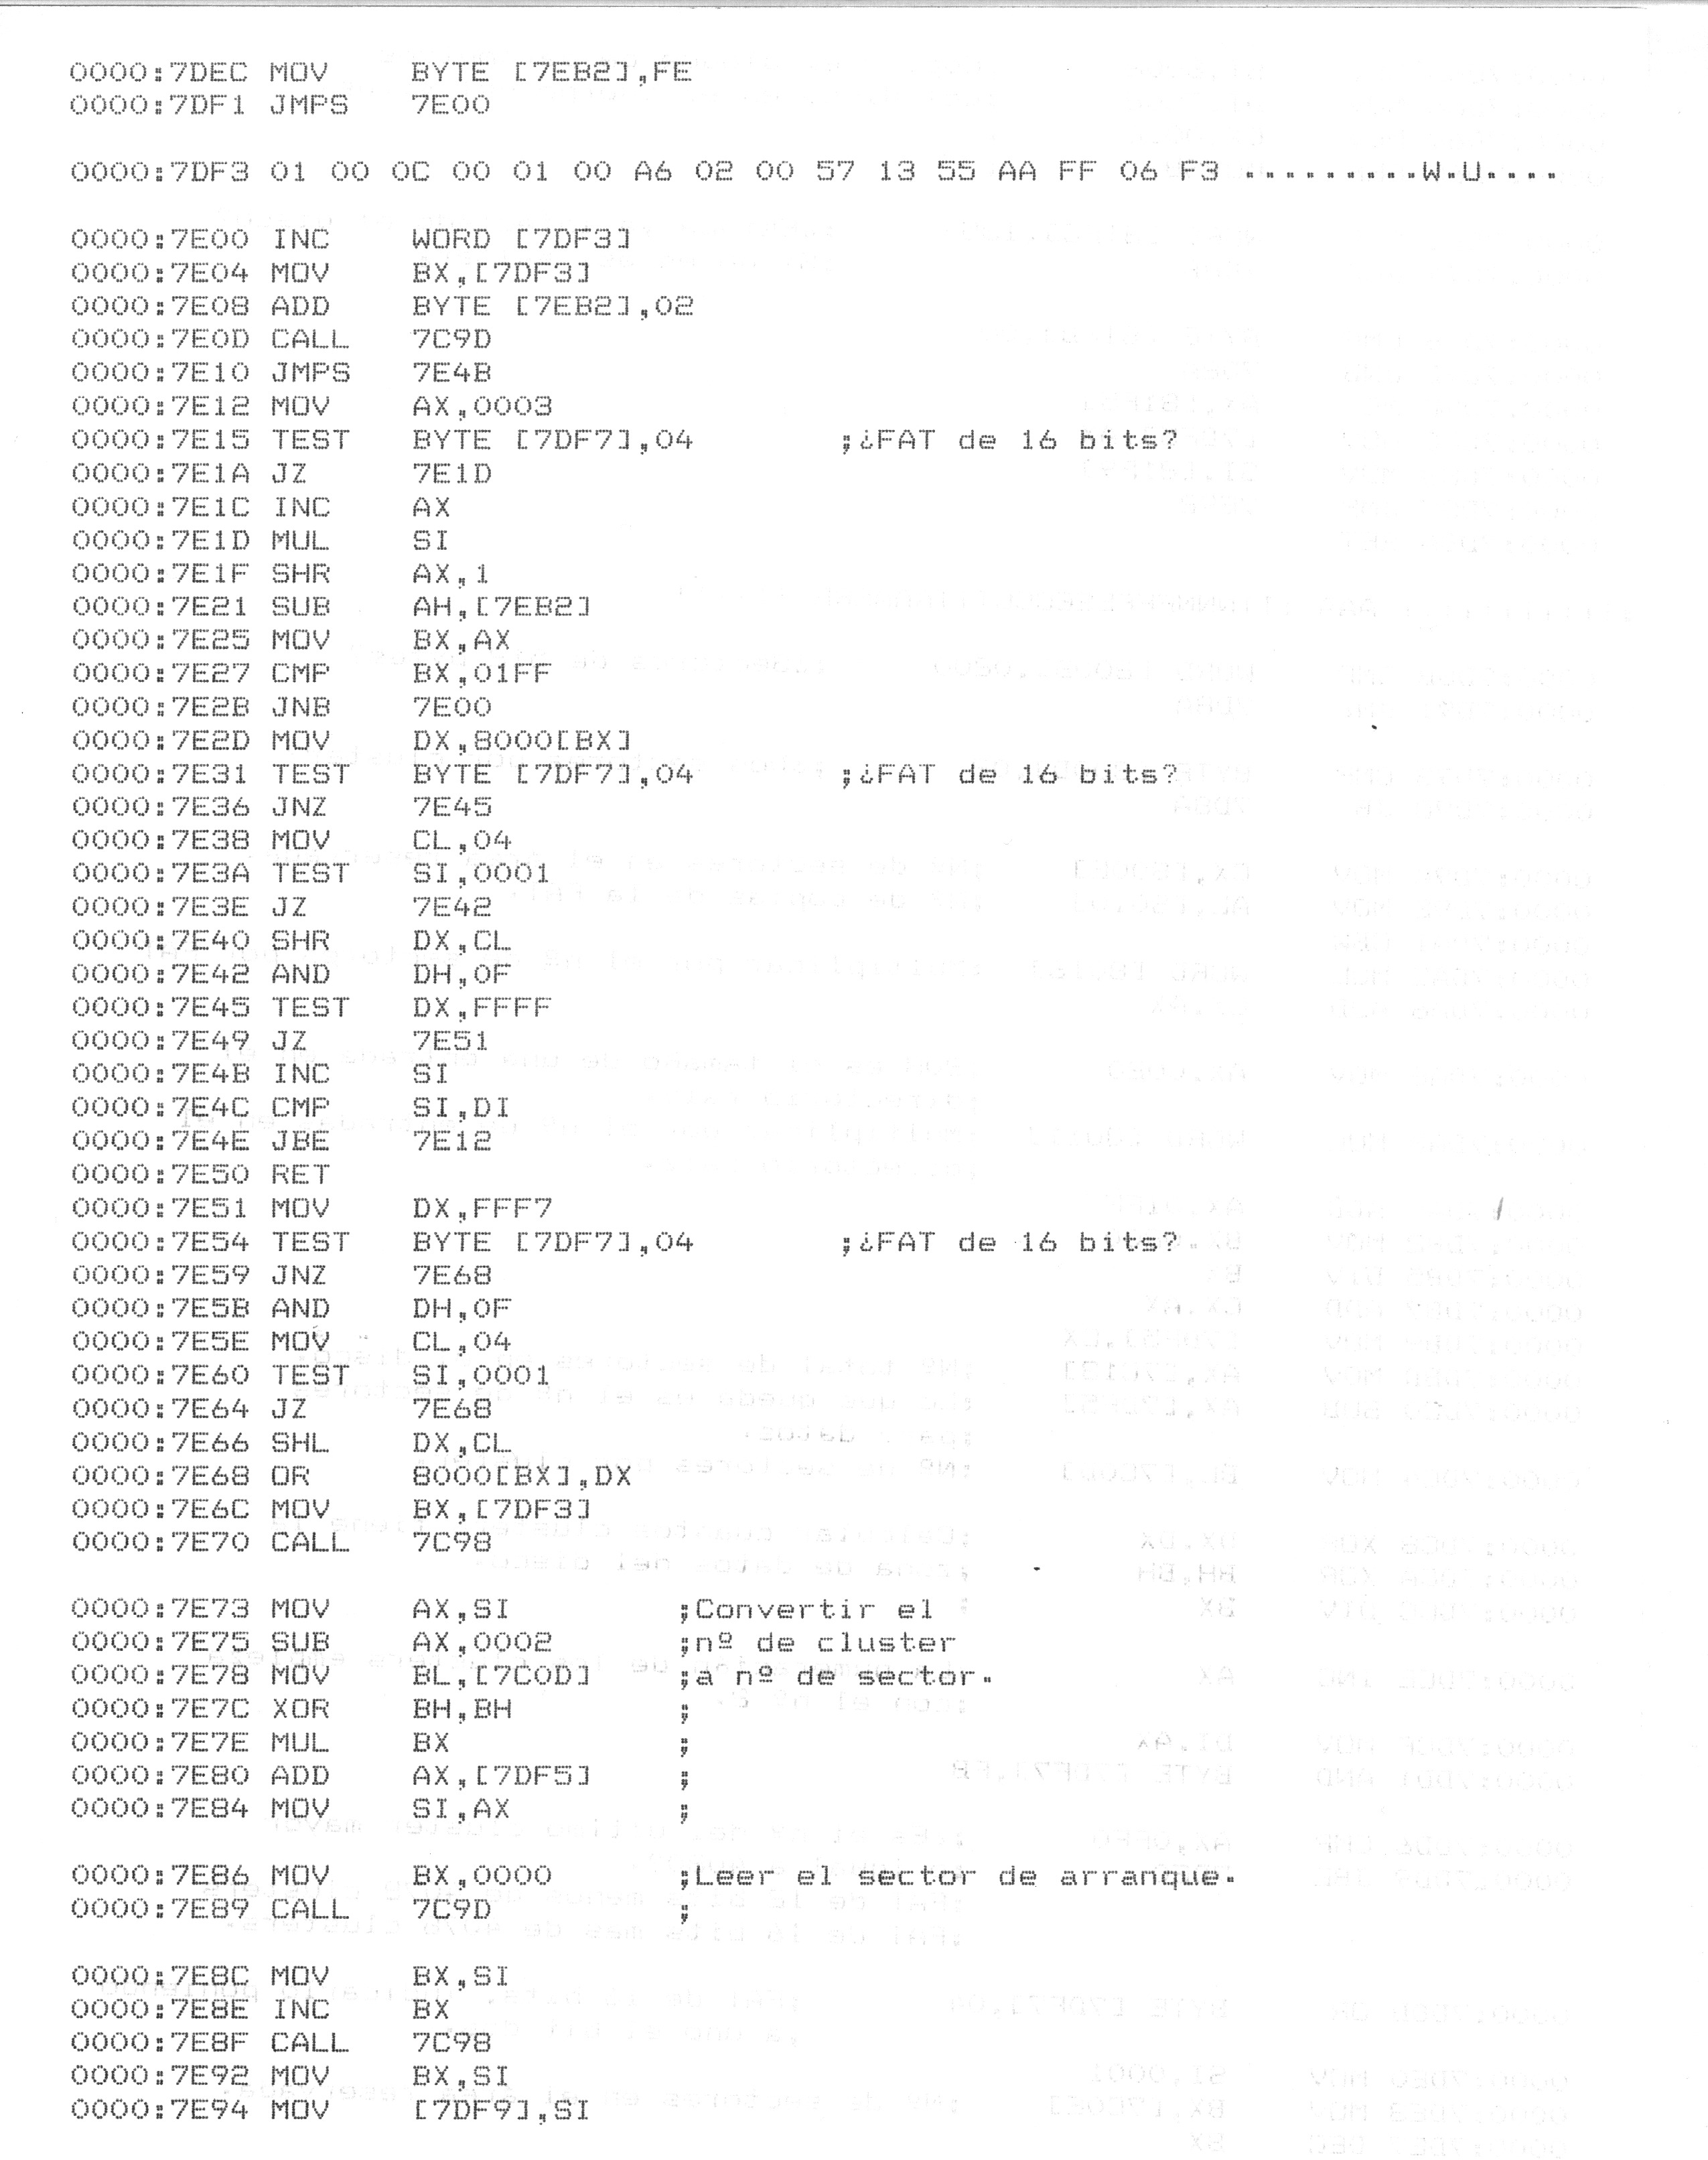 0000:7DEC MOV BYTE [7EB2],FE
0000:7DF1 JMPS 7E00
0000:7DF3 01 00 0C 00 01 00 A6 02 00 57 13 55 AA FF 06 F3 .........W.U....
0000:7E00 INC WORD [7DF3]
0000:7E04 MOV BX,[7DF3]
0000:7E08 ADD BYTE [7EB2],02
0000:7E0D CALL 7C9D
0000:7E10 JMPS 7E4B
0000:7E12 MOV AX,0003
0000:7E15 TEST BYTE [7DF7],04 ;¿FAT de 16 bits?
0000:7E1A JZ 7E1D
0000:7E1C INC AX
0000:7E1D MUL SI
0000:7E1F SHR AX,1
0000:7E21 SUB AH,[7EB2]
0000:7E25 MOV BX,AX
0000:7E27 CMP BX,01FF
0000:7E2B JNB 7E00
0000:7E2D MOV DX,8000[BX]
0000:7E31 TEST BYTE [7DF7],04 ;¿FAT de 16 bits?
0000:7E36 JNZ 7E45
0000:7E38 MOV CL,04
0000:7E3A TEST SI,0001
0000:7E3E JZ 7E42
0000:7E40 SHR DX,CL
0000:7E42 AND DH,0F
0000:7E45 TEST DX,FFFF
0000:7E49 JZ 7E51
0000:7E4B INC SI
0000:7E4C CMP SI,DI
0000:7E4E JBE 7E12
0000:7E50 RET
0000:7E51 MOV DX,FFF7
0000:7E54 TEST BYTE [7DF7],04 ;¿FAT de 16 bits?
0000:7E59 JNZ 7E68
0000:7E5B AND DH,0F
0000:7E5E MOV CL,04
0000:7E60 TEST SI,0001
0000:7E64 JZ 7E68
0000:7E66 SHL DX,CL
0000:7E68 OR 8000[BX],DX
0000:7E6C MOV BX,[7DF3]
0000:7E70 CALL 7C98
0000:7E73 MOV AX,SI ;Convertir el
0000:7E75 SUB AX,0002 ;nº de cluster
0000:7E78 MOV BL,[7C0D] ;a nº de sector.
0000:7E7C XOR BH,BH ;
0000:7E7E MUL BX ;
0000:7E80 ADD AX,[7DF5] ;
0000:7E84 MOV SI,AX ;
0000:7E86 MOV BX,0000 ;Leer el sector de arranque.
0000:7E89 CALL 7C9D ;
0000:7E8C MOV BX,SI
0000:7E8E INC BX
0000:7E8F CALL 7C98
0000:7E92 MOV BX,SI
0000:7E94 MOV [7DF9],SI